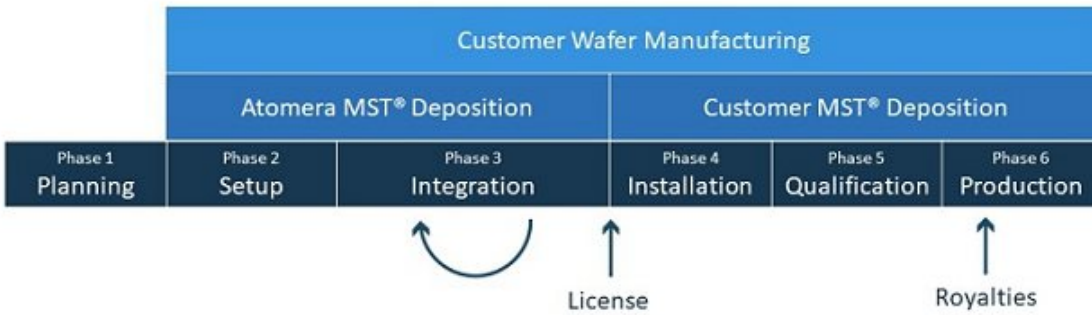 Customer Wafer Manufacturing
Atomera MST® Deposition
Customer MST® Deposition
Phase 1
Planning
Phase 2
Setup
Phase 3
Integration
Phase 4
Installation
Phase 5
Qualification
Phase 6
Production
License
Royalties